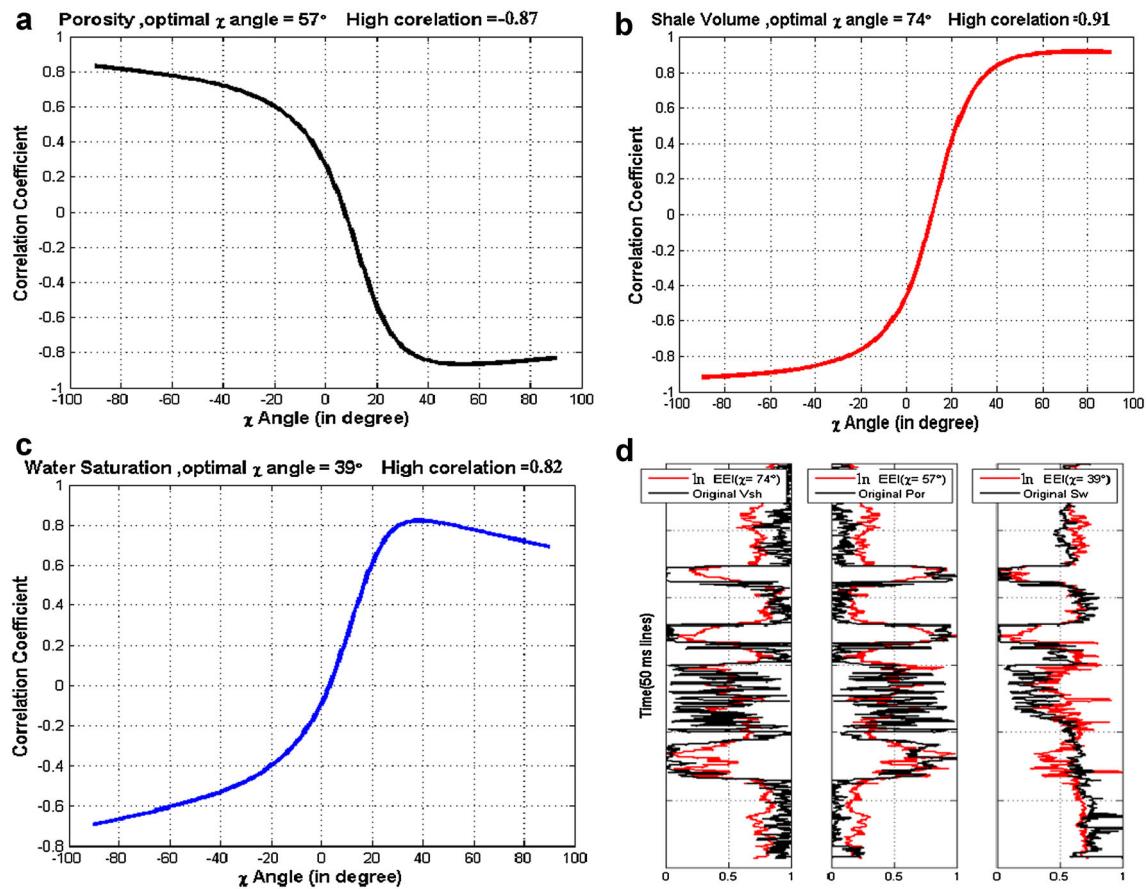 a
Porosity ,optimal χ angle = 57° High corelation =-0.87
Correlation Coefficient
1
0.8
0.6
0.4
0.2
0
-0.2
-0.4
-0.6
-0.8
-1
-100 -80 -60 -40 -20 0 20 40 60 80 100
χ Angle (in degree)
b
Shale Volume ,optimal χ angle = 74° High corelation =0.91
Correlation Coefficient
1
0.8
0.6
0.4
0.2
0
-0.2
-0.4
-0.6
-0.8
-1
-100 -80 -60 -40 -20 0 20 40 60 80 100
χ Angle (in degree)
c
Water Saturation ,optimal χ angle = 39° High corelation =0.82
Correlation Coefficient
1
0.8
0.6
0.4
0.2
0
-0.2
-0.4
-0.6
-0.8
-100 -80 -60 -40 -20 0 20 40 60 80 100
χ Angle (in degree)
d
ln EEI(χ= 74°)
Original Vsh
ln EEI(χ= 57°)
Original Por
ln EEI(χ= 39°)
Original Sw
Time(50 ms lines)
0 0.5 1
0 0.5 1
0 0.5 1